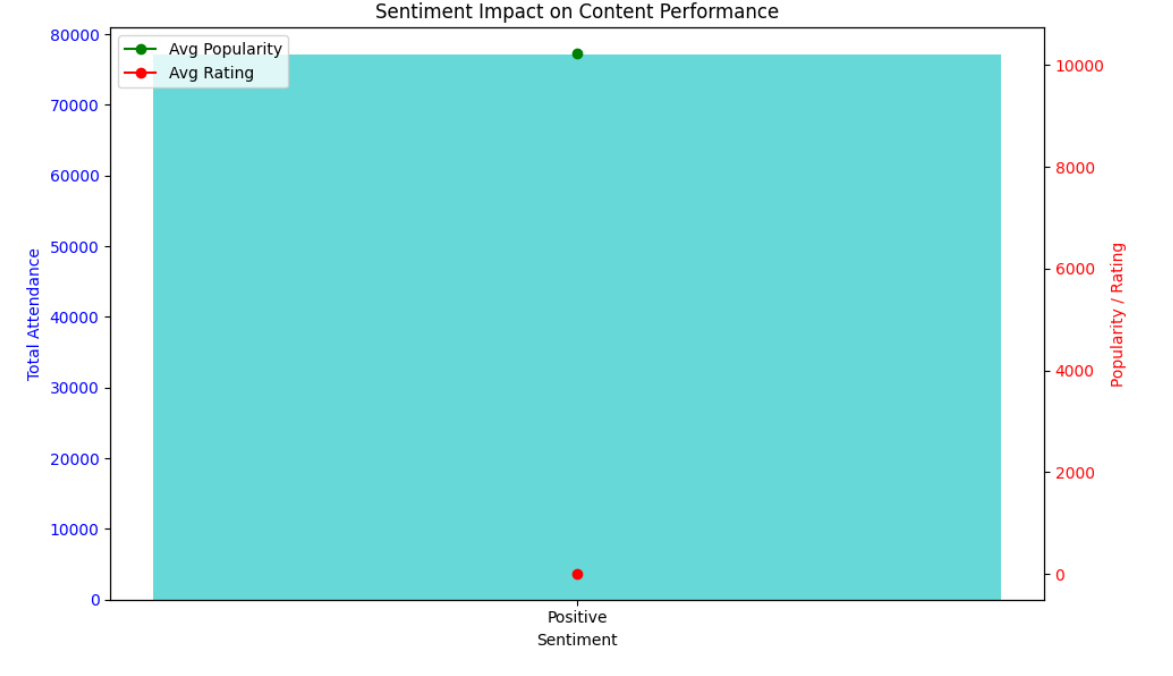 Sentiment Impact on Content Performance
Avg Popularity
Avg Rating
80000
70000
60000
50000
40000
30000
20000
10000
0
Total Attendance
10000
8000
6000
4000
2000
0
Popularity / Rating
Positive
Sentiment